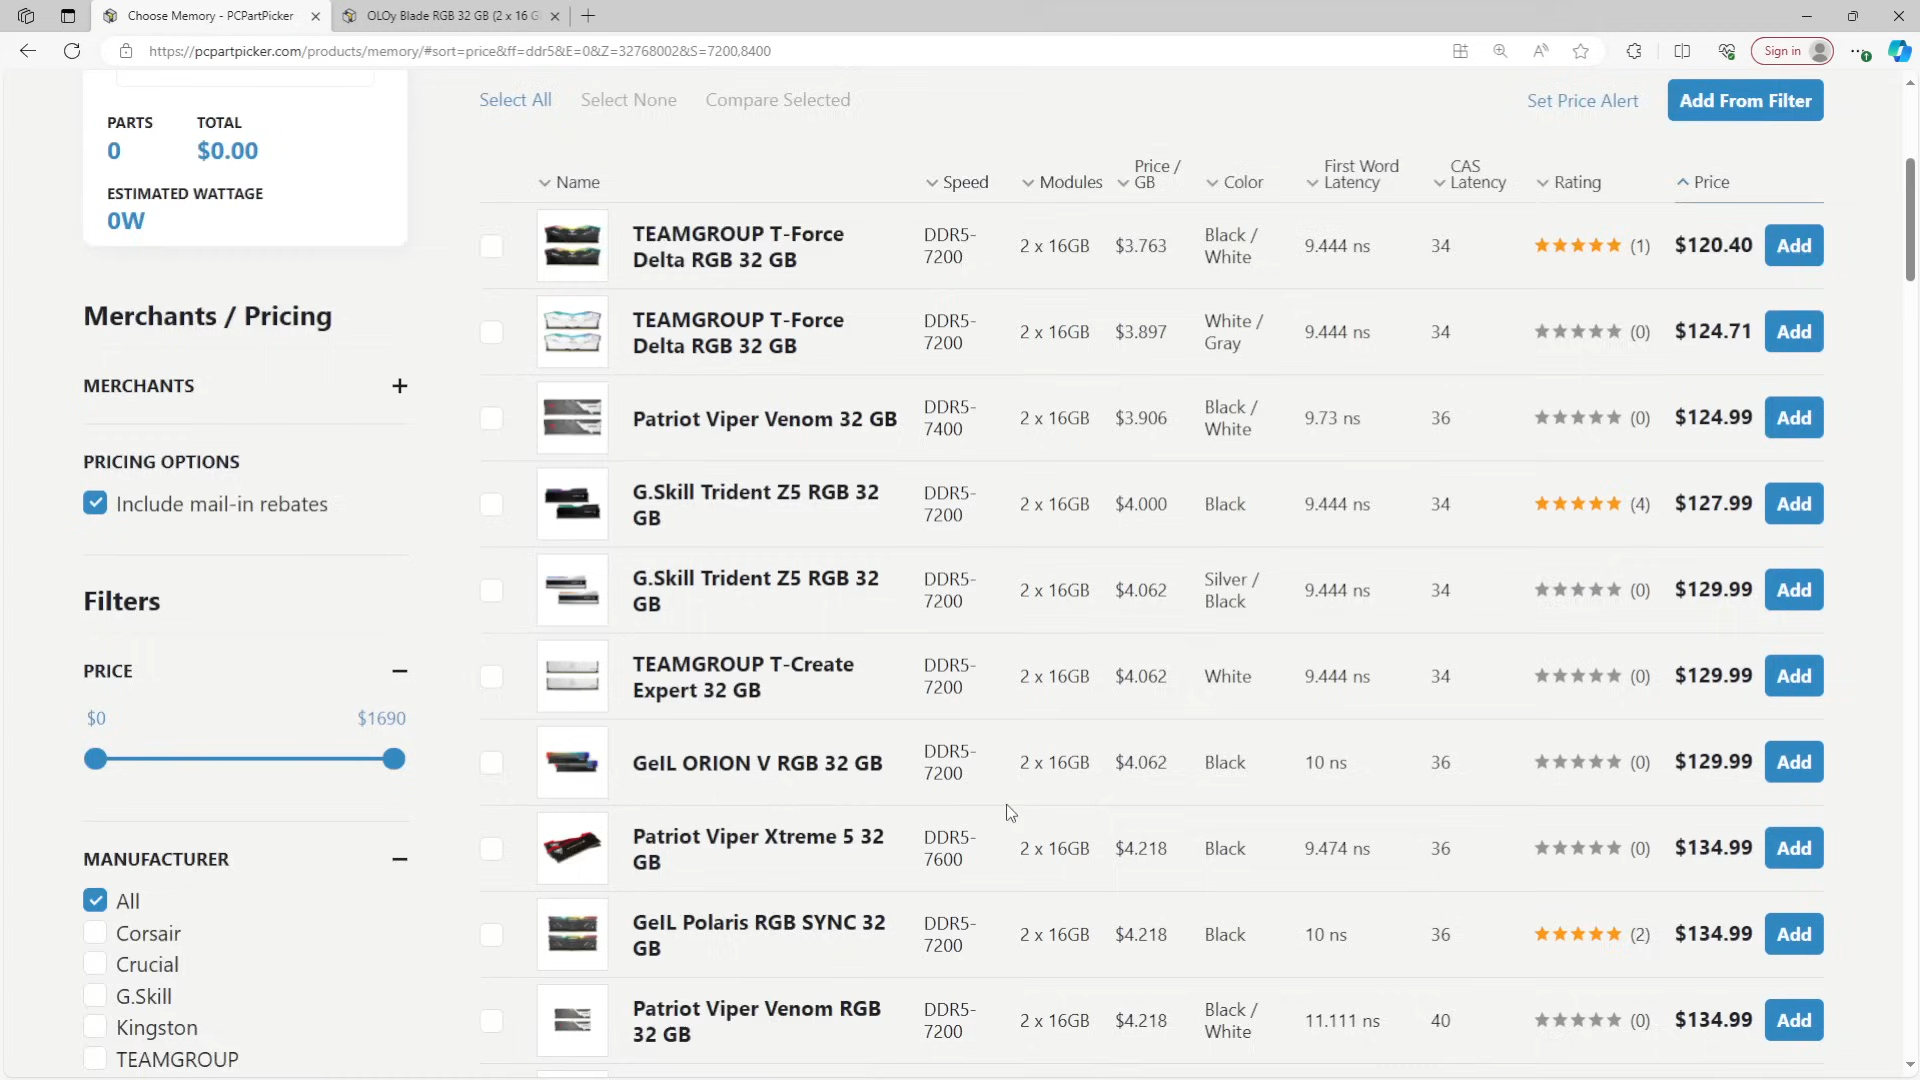 Choose Memory - PCPartPicker
OLOy Blade RGB 32 GB (2 x 16 G
https://pcpartpicker.com/products/memory/#sort=price&ff=ddr5&E=0&Z=32768002&S=7200,8400
Sign in
PARTS
TOTAL
0
$0.00
ESTIMATED WATTAGE
0W
Merchants / Pricing
MERCHANTS
PRICING OPTIONS
Include mail-in rebates
Filters
PRICE
$0
$1690
MANUFACTURER
All
Corsair
Crucial
G.Skill
Kingston
TEAMGROUP
Select All
Select None
Compare Selected
Set Price Alert
Add From Filter
Name
Speed
Modules
Price /
GB
Color
First Word
Latency
CAS
Latency
Rating
Price
TEAMGROUP T-Force
Delta RGB 32 GB
DDR5-
7200
2 x 16GB
$3.763
Black /
White
9.444 ns
34
(1)
$120.40
Add
TEAMGROUP T-Force
Delta RGB 32 GB
DDR5-
7200
2 x 16GB
$3.897
White /
Gray
9.444 ns
34
(0)
$124.71
Add
Patriot Viper Venom 32 GB
DDR5-
7400
2 x 16GB
$3.906
Black /
White
9.73 ns
36
(0)
$124.99
Add
G.Skill Trident Z5 RGB 32
GB
DDR5-
7200
2 x 16GB
$4.000
Black
9.444 ns
34
(4)
$127.99
Add
G.Skill Trident Z5 RGB 32
GB
DDR5-
7200
2 x 16GB
$4.062
Silver /
Black
9.444 ns
34
(0)
$129.99
Add
TEAMGROUP T-Create
Expert 32 GB
DDR5-
7200
2 x 16GB
$4.062
White
9.444 ns
34
(0)
$129.99
Add
GeIL ORION V RGB 32 GB
DDR5-
7200
2 x 16GB
$4.062
Black
10 ns
36
(0)
$129.99
Add
Patriot Viper Xtreme 5 32
GB
DDR5-
7600
2 x 16GB
$4.218
Black
9.474 ns
36
(0)
$134.99
Add
GeIL Polaris RGB SYNC 32
GB
DDR5-
7200
2 x 16GB
$4.218
Black
10 ns
36
(2)
$134.99
Add
Patriot Viper Venom RGB
32 GB
DDR5-
7200
2 x 16GB
$4.218
Black /
White
11.111 ns
40
(0)
$134.99
Add